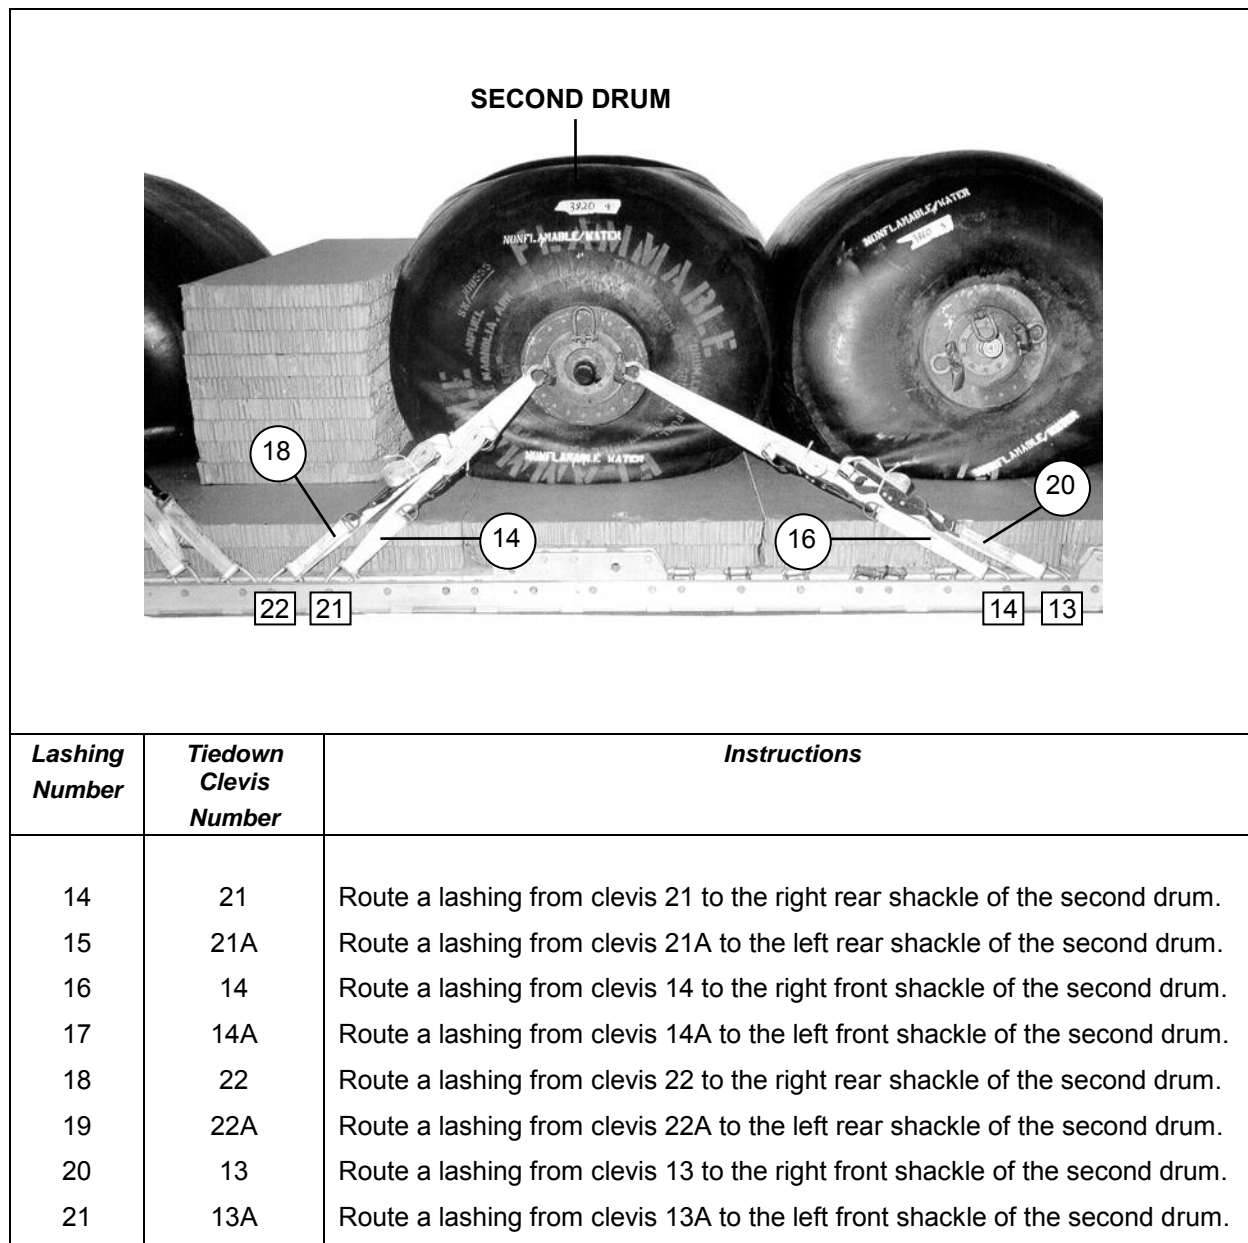 SECOND DRUM
3820 4
NONFLAMABLE/WATER
FLAMMABLE
NONFLAMABLE WATER
NONFLAMABLE/WATER
18
14
16
20
22 21 14 13
Lashing Number
Tiedown Clevis Number
Instructions
14 21 Route a lashing from clevis 21 to the right rear shackle of the second drum.
15 21A Route a lashing from clevis 21A to the left rear shackle of the second drum.
16 14 Route a lashing from clevis 14 to the right front shackle of the second drum.
17 14A Route a lashing from clevis 14A to the left front shackle of the second drum.
18 22 Route a lashing from clevis 22 to the right rear shackle of the second drum.
19 22A Route a lashing from clevis 22A to the left rear shackle of the second drum.
20 13 Route a lashing from clevis 13 to the right front shackle of the second drum.
21 13A Route a lashing from clevis 13A to the left front shackle of the second drum.